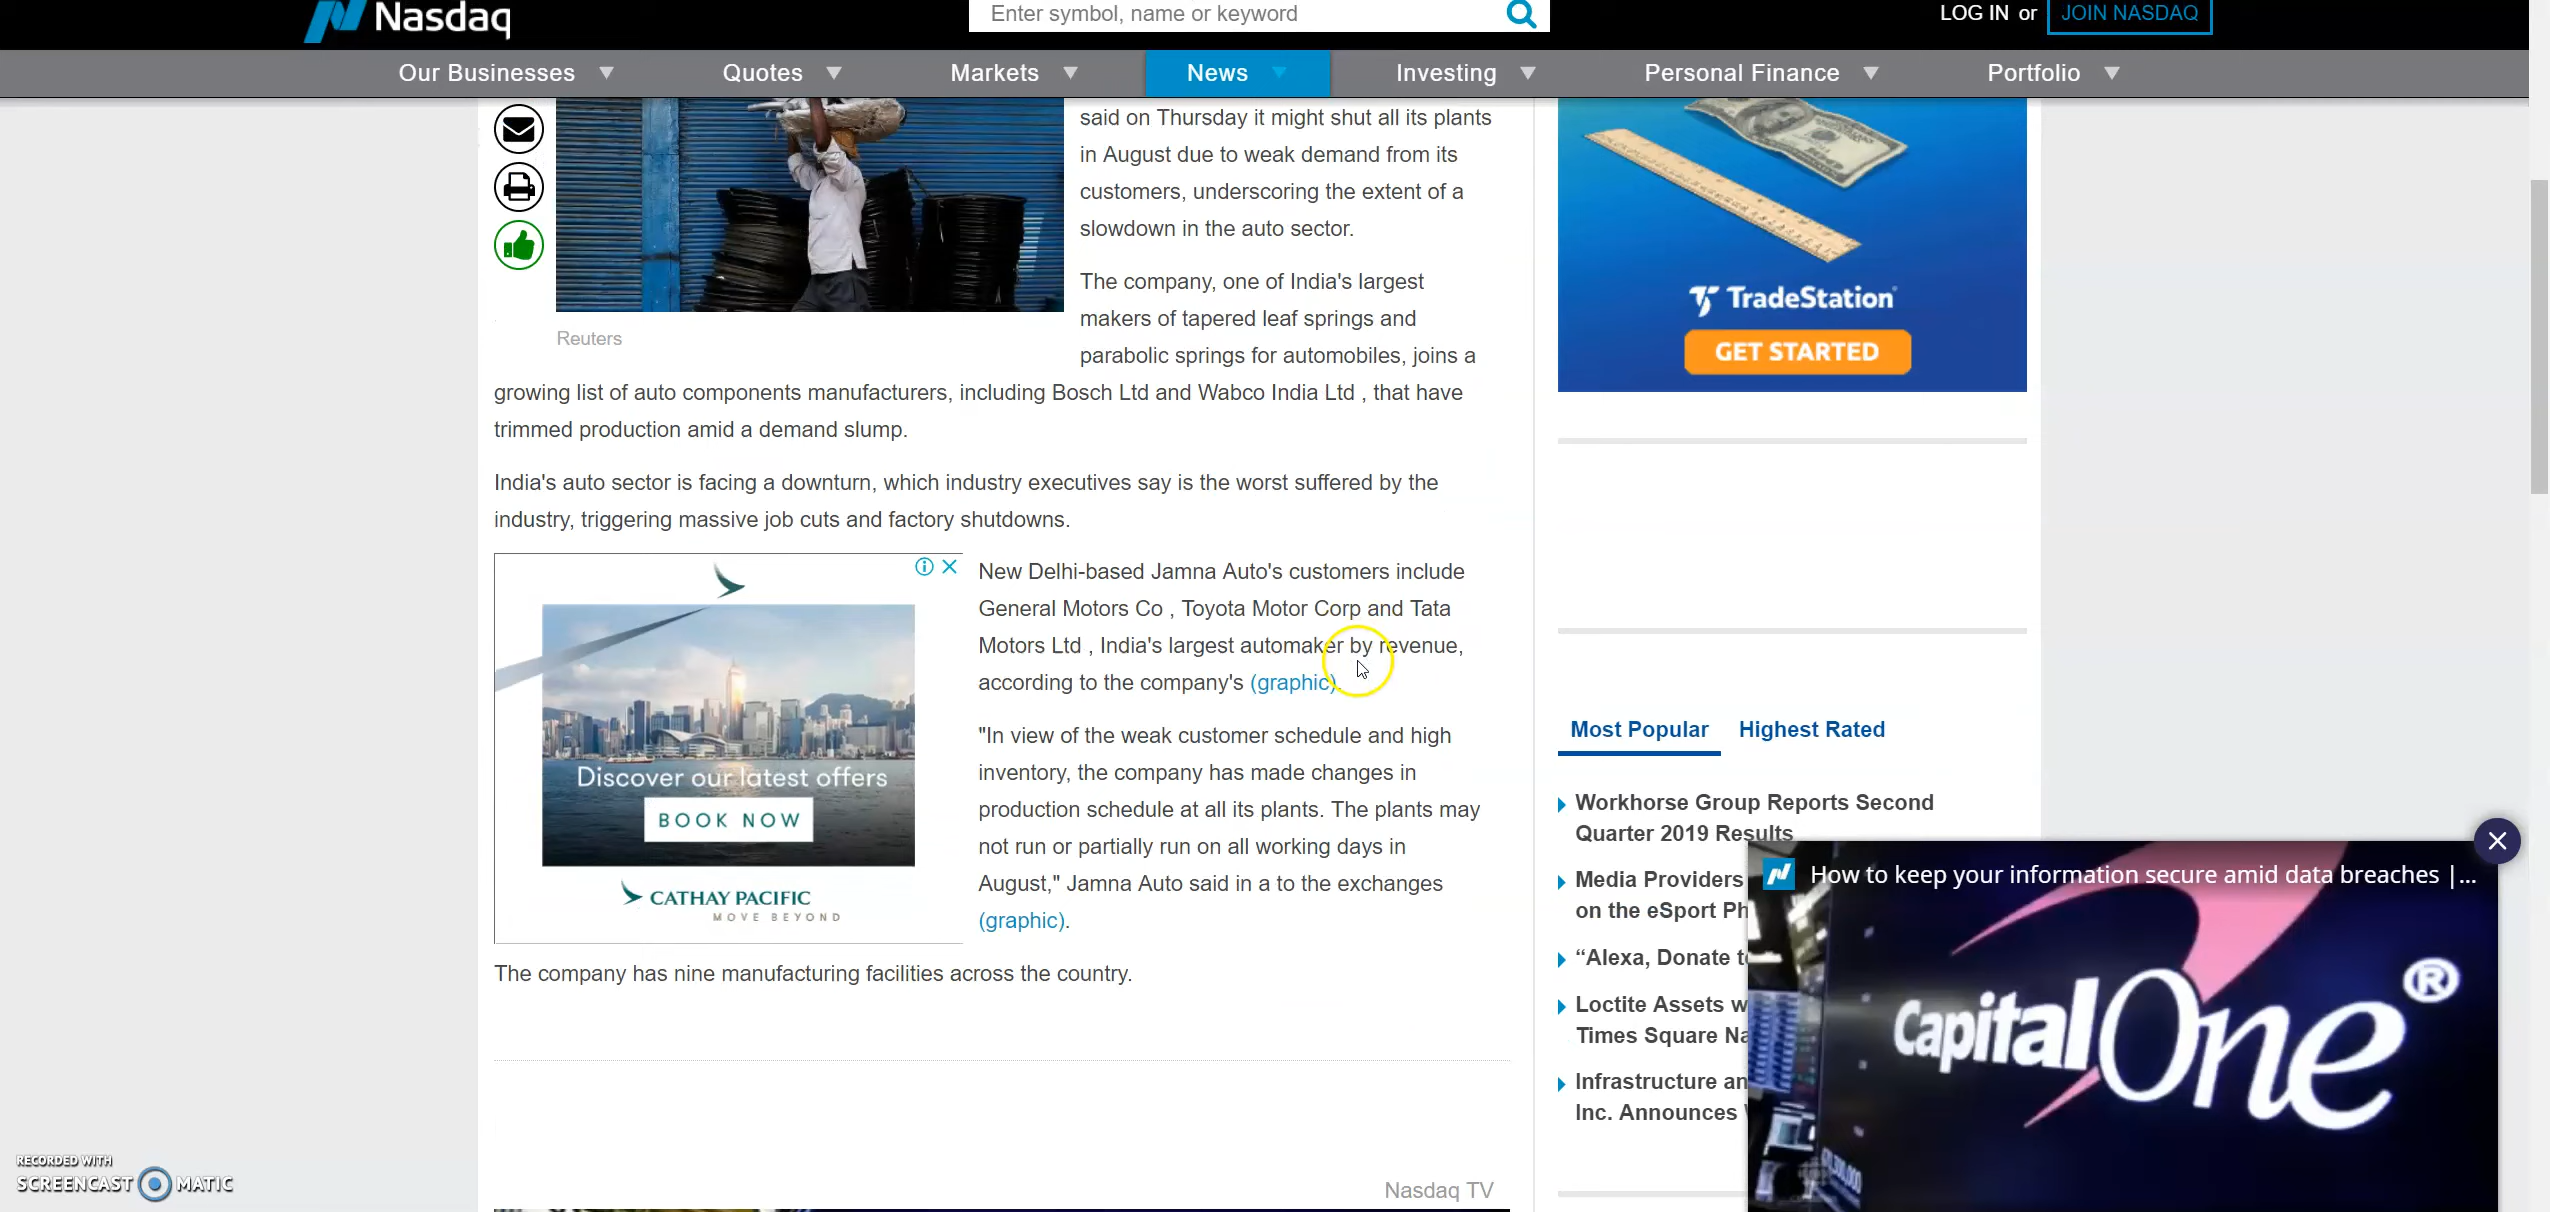 Nasdaq
Enter symbol, name or keyword
LOG IN or JOIN NASDAQ
Our Businesses
Quotes
Markets
News
Investing
Personal Finance
Portfolio
said on Thursday it might shut all its plants
in August due to weak demand from its
customers, underscoring the extent of a
slowdown in the auto sector.
The company, one of India's largest
makers of tapered leaf springs and
Reuters
parabolic springs for automobiles, joins a
growing list of auto components manufacturers, including Bosch Ltd and Wabco India Ltd , that have
trimmed production amid a demand slump.
India's auto sector is facing a downturn, which industry executives say is the worst suffered by the
industry, triggering massive job cuts and factory shutdowns.
New Delhi-based Jamna Auto's customers include
General Motors Co , Toyota Motor Corp and Tata
Motors Ltd , India's largest automaker by revenue,
according to the company's (graphic).
"In view of the weak customer schedule and high
inventory, the company has made changes in
production schedule at all its plants. The plants may
not run or partially run on all working days in
August," Jamna Auto said in a to the exchanges
(graphic).
Discover our latest offers
BOOK NOW
CATHAY PACIFIC
MOVE BEYOND
The company has nine manufacturing facilities across the country.
Nasdaq TV
TradeStation
GET STARTED
Most Popular
Highest Rated
Workhorse Group Reports Second
Quarter 2019 Results
Media Providers
on the eSport
"Alexa, Donate
Loctite Assets
Times Square
Infrastructure
Inc. Announces
How to keep your information secure amid data breaches |...
CapitalOne®
RECORDED WITH
SCREENCAST MATIC